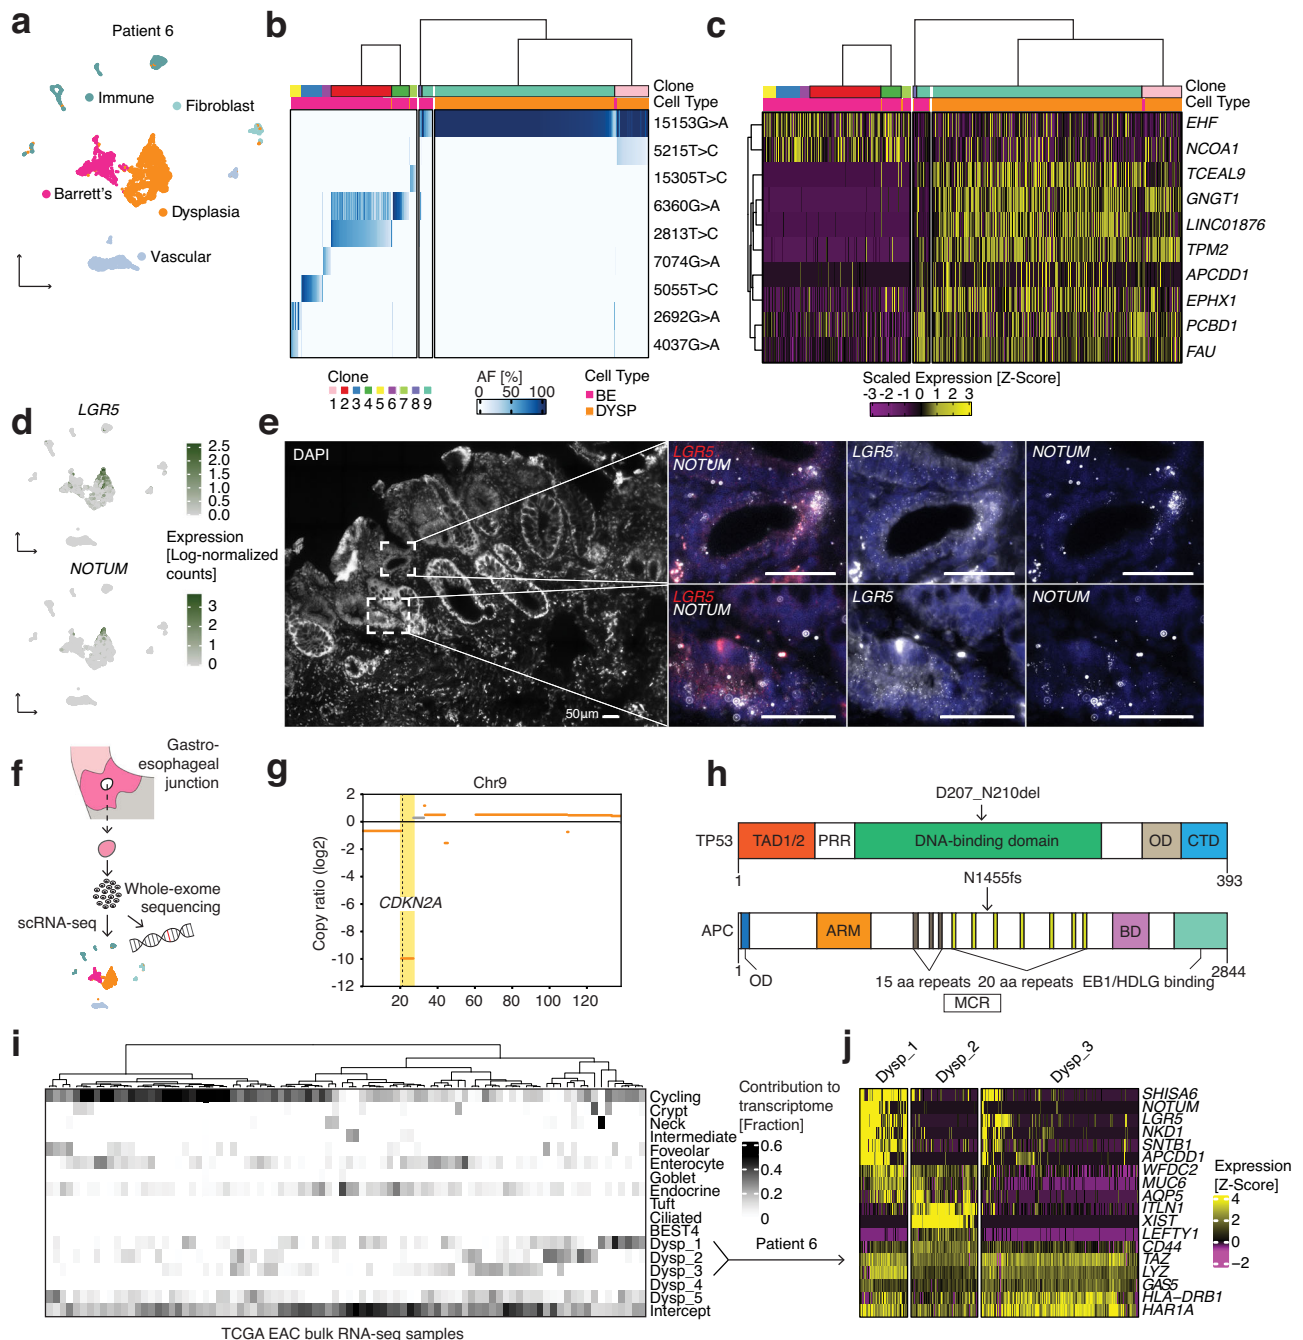 a
Patient 6
Immune
Fibroblast
Barrett's
Dysplasia
Vascular
b
Clone
Cell Type
15153G>A
5215T>C
15305T>C
6360G>A
2813T>C
7074G>A
5055T>C
2692G>A
4037G>A
Clone
1 2 3 4 5 6 7 8 9
AF [%]
0 50 100
Cell Type
BE
DYSP
c
Clone
Cell Type
EHF
NCOA1
TCEAL9
GNGT1
LINC01876
TPM2
APCDD1
EPHX1
PCBD1
FAU
Scaled Expression [Z-Score]
-3 -2 -1 0 1 2 3
d
LGR5
2.5
2.0
1.5
1.0
0.5
0.0
Expression
[Log-normalized
counts]
NOTUM
3
2
1
0
e
DAPI
50µm
LGR5
NOTUM
LGR5
NOTUM
LGR5
NOTUM
LGR5
NOTUM
f
Gastro-
esophageal
junction
Whole-exome
sequencing
scRNA-seq
g
Chr9
Copy ratio (log2)
2
0
-2
-4
-6
-8
-10
-12
CDKN2A
20 40 60 80 100 120
h
D207_N210del
TP53
TAD1/2
PRR
DNA-binding domain
OD
CTD
1
393
N1455fs
APC
ARM
BD
1
2844
OD
15 aa repeats
20 aa repeats
EB1/HDLG binding
MCR
i
Cycling
Crypt
Neck
Intermediate
Foveolar
Enterocyte
Goblet
Endocrine
Tuft
Ciliated
BEST4
Dysp_1
Dysp_2
Dysp_3
Dysp_4
Dysp_5
Intercept
TCGA EAC bulk RNA-seq samples
Contribution to
transcriptome
[Fraction]
0.6
0.4
0.2
0
Patient 6
j
Dysp_1
Dysp_2
Dysp_3
SHISA6
NOTUM
LGR5
NKD1
SNTB1
APCDD1
WFDC2
MUC6
AQP5
ITLN1
XIST
LEFTY1
CD44
TAZ
LYZ
GAS5
HLA-DRB1
HAR1A
Expression
[Z-Score]
4
2
0
-2